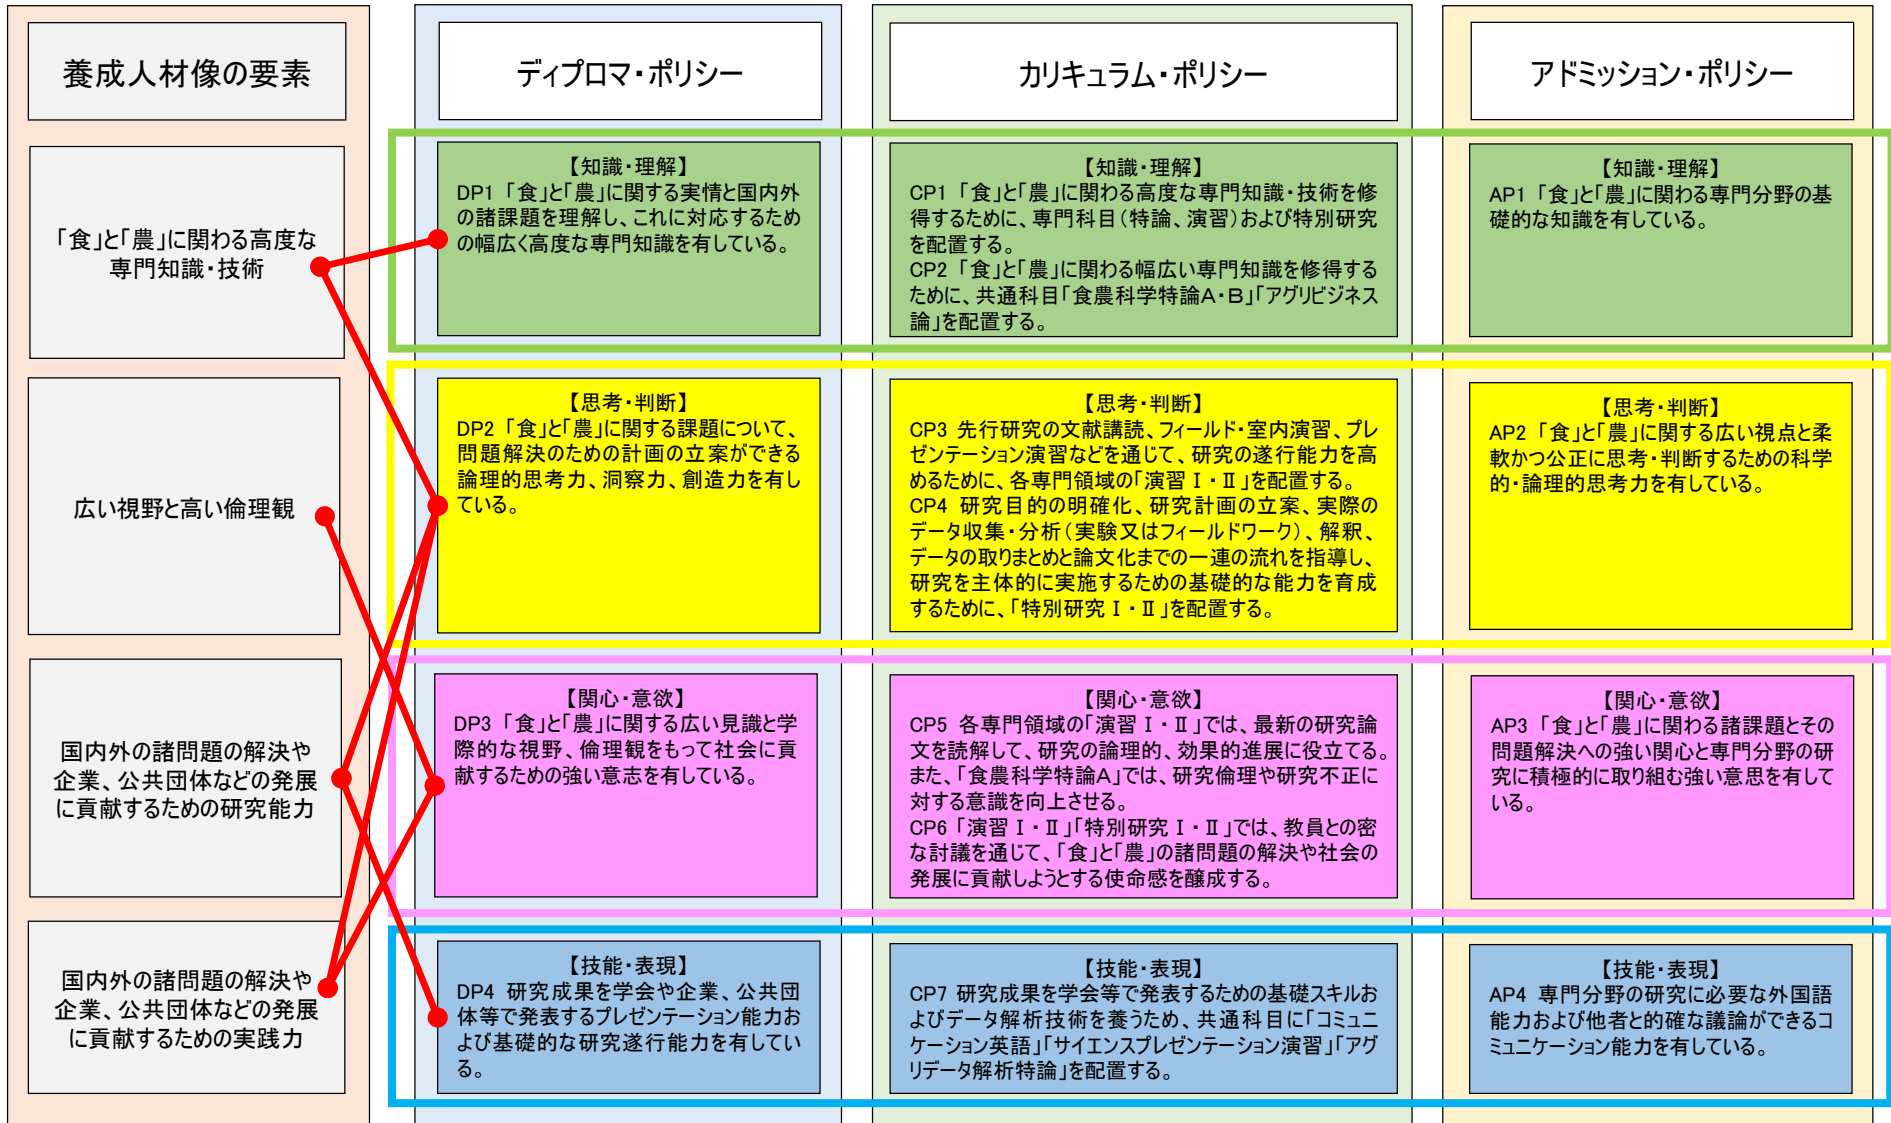 養成人材像の要素
ディプロマ・ポリシー
カリキュラム・ポリシー
アドミッション・ポリシー
「食」と「農」に関わる高度な
専門知識・技術
【知識・理解】
DP1 「食」と「農」に関する実情と国内外
の諸課題を理解し、これに対応するため
の幅広く高度な専門知識を有している。
【知識・理解】
CP1 「食」と「農」に関わる高度な専門知識・技術を修
得するために、専門科目（特論、演習）および特別研究
を配置する。
CP2 「食」と「農」に関わる幅広い専門知識を修得する
ために、共通科目「食農科学特論A・B」「アグリビジネス
論」を配置する。
【知識・理解】
AP1 「食」と「農」に関わる専門分野の基
礎的な知識を有している。
広い視野と高い倫理観
【思考・判断】
DP2 「食」と「農」に関する課題について、
問題解決のための計画の立案ができる
論理的思考力、洞察力、創造力を有し
ている。
【思考・判断】
CP3 先行研究の文献講読、フィールド・室内演習、プレ
ゼンテーション演習などを通じて、研究の遂行能力を高
めるために、各専門領域の「演習Ⅰ・Ⅱ」を配置する。
CP4 研究目的の明確化、研究計画の立案、実際の
データ収集・分析（実験又はフィールドワーク）、解釈、
データの取りまとめと論文化までの一連の流れを指導し、
研究を主体的に実施するための基礎的な能力を育成
するために、「特別研究Ⅰ・Ⅱ」を配置する。
【思考・判断】
AP2 「食」と「農」に関する広い視点と柔
軟かつ公正に思考・判断するための科学
的・論理的思考力を有している。
国内外の諸問題の解決や
企業、公共団体などの発展
に貢献するための研究能力
【関心・意欲】
DP3 「食」と「農」に関する広い見識と学
際的な視野、倫理観をもって社会に貢
献するための強い意志を有している。
【関心・意欲】
CP5 各専門領域の「演習Ⅰ・Ⅱ」では、最新の研究論
文を読解して、研究の論理的、効果的進展に役立てる。
また、「食農科学特論A」では、研究倫理や研究不正に
対する意識を向上させる。
CP6 「演習Ⅰ・Ⅱ」「特別研究Ⅰ・Ⅱ」では、教員との密
な討議を通じて、「食」と「農」の諸問題の解決や社会の
発展に貢献しようとする使命感を醸成する。
【関心・意欲】
AP3 「食」と「農」に関わる諸課題とその
問題解決への強い関心と専門分野の研
究に積極的に取り組む強い意思を有して
いる。
国内外の諸問題の解決や
企業、公共団体などの発展
に貢献するための実践力
【技能・表現】
DP4 研究成果を学会や企業、公共団
体等で発表するプレゼンテーション能力お
よび基礎的な研究遂行能力を有してい
る。
【技能・表現】
CP7 研究成果を学会等で発表するための基礎スキルお
よびデータ解析技術を養うため、共通科目に「コミュニ
ケーション英語」「サイエンスプレゼンテーション演習」「アグ
リデータ解析特論」を配置する。
【技能・表現】
AP4 専門分野の研究に必要な外国語
能力および他者と的確な議論ができるコ
ミュニケーション能力を有している。